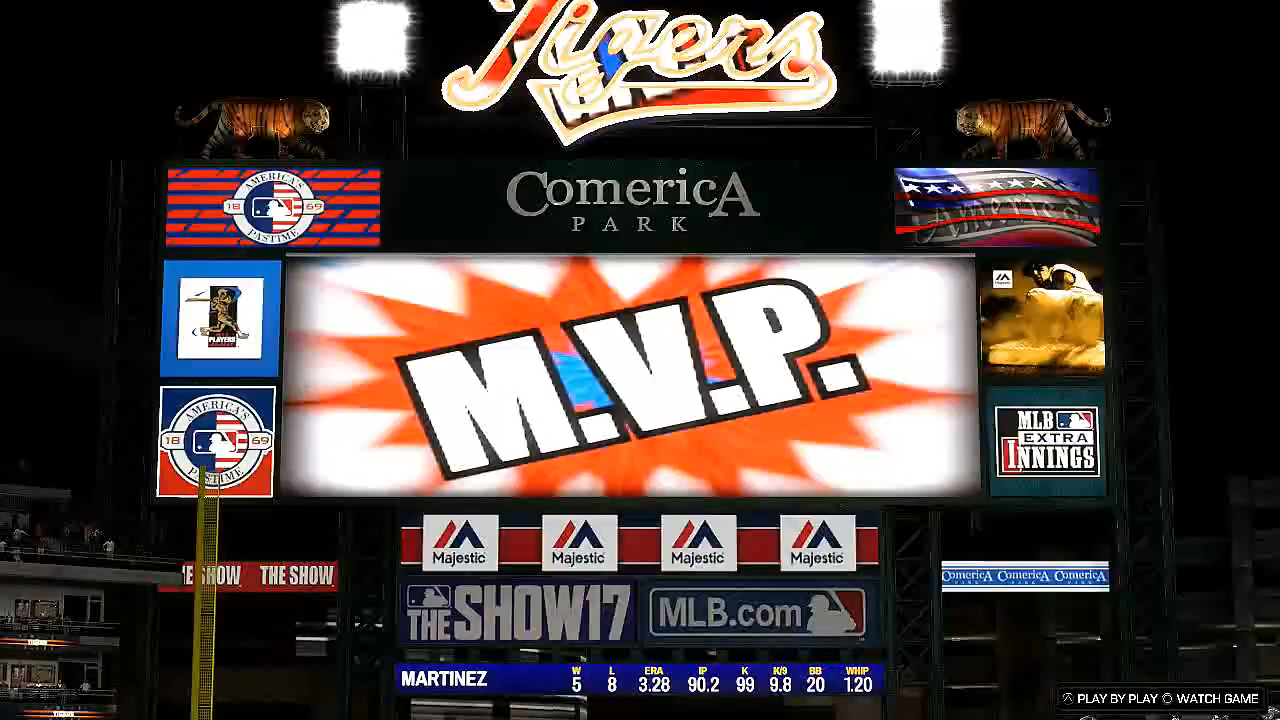 Tigers
AMERICA'S
18 69
PASTIME
ComericA
PARK
America
PLAYERS
M.V.P.
AMERICA'S
18 69
PASTIME
MLB
EXTRA
INNINGS
Majestic Majestic Majestic Majestic
THE SHOW THE SHOW
ComericA ComericA ComericA
THE SHOW17 MLB.com
W L ERA IP K K/9 BB WHIP
MARTINEZ 5 8 3.28 90.2 99 9.8 20 1.20
PLAY BY PLAY WATCH GAME